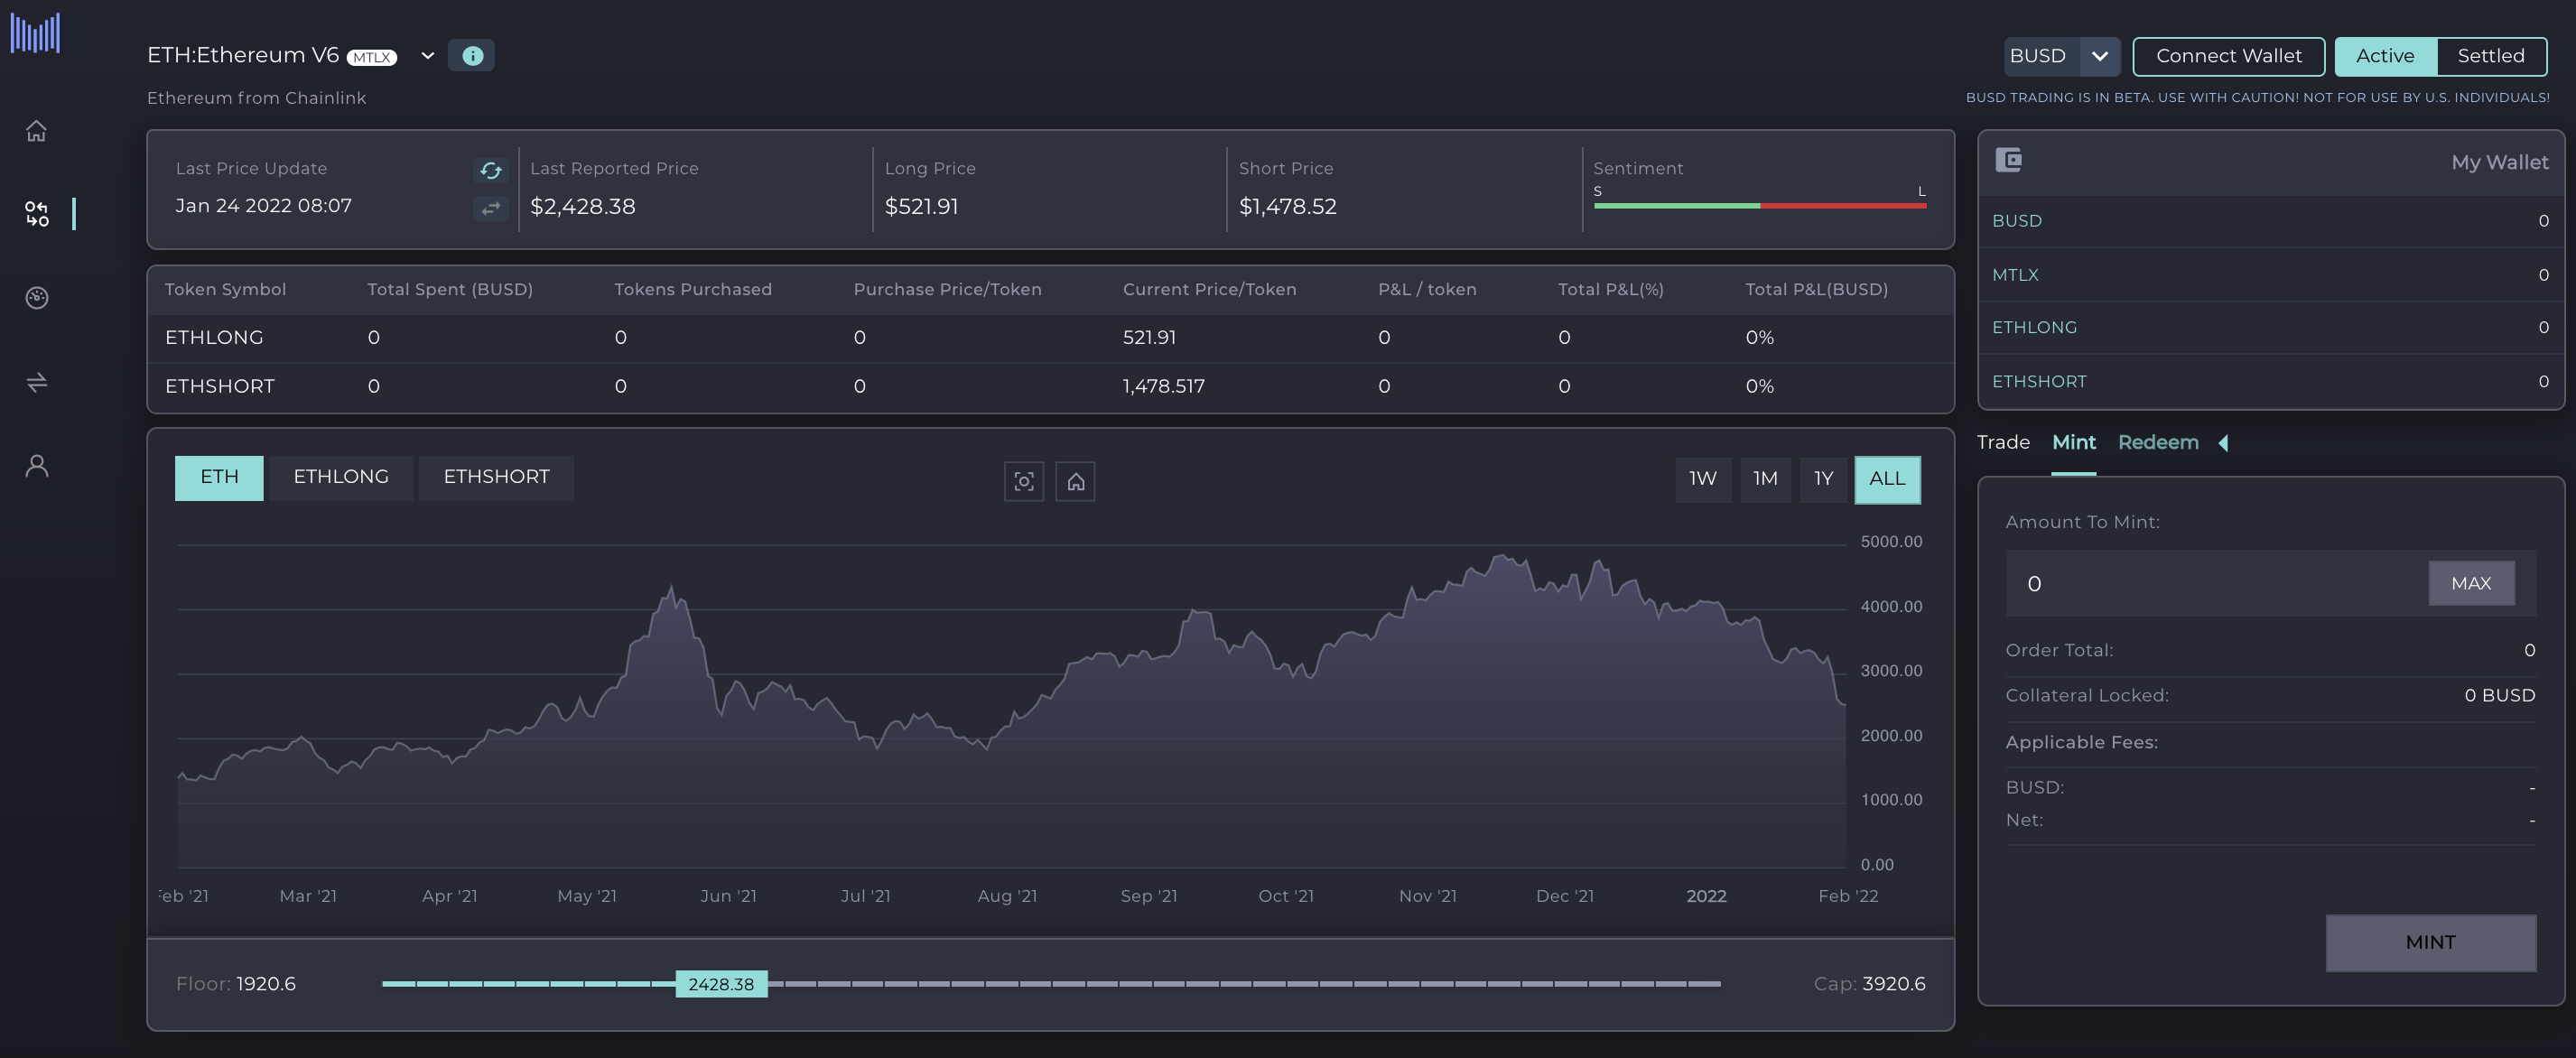 ETH:Ethereum V6 MTLX
Ethereum from Chainlink
BUSD Connect Wallet Active Settled
BUSD TRADING IS IN BETA. USE WITH CAUTION! NOT FOR USE BY U.S. INDIVIDUALS!
Last Price Update Last Reported Price Long Price Short Price Sentiment
S L
Jan 24 2022 08:07 $2,428.38 $521.91 $1,478.52
Token Symbol Total Spent (BUSD) Tokens Purchased Purchase Price/Token Current Price/Token P&L / token Total P&L(%) Total P&L(BUSD)
ETHLONG 0 0 0 521.91 0 0 0%
ETHSHORT 0 0 0 1,478.517 0 0 0%
ETH ETHLONG ETHSHORT 1W 1M 1Y ALL
5000.00
4000.00
3000.00
2000.00
1000.00
0.00
eb '21 Mar '21 Apr '21 May '21 Jun '21 Jul '21 Aug '21 Sep '21 Oct '21 Nov '21 Dec '21 2022 Feb '22
Floor: 1920.6 2428.38 Cap: 3920.6
My Wallet
BUSD 0
MTLX 0
ETHLONG 0
ETHSHORT 0
Trade Mint Redeem
Amount To Mint:
0 MAX
Order Total: 0
Collateral Locked: 0 BUSD
Applicable Fees:
BUSD: -
Net: -
MINT